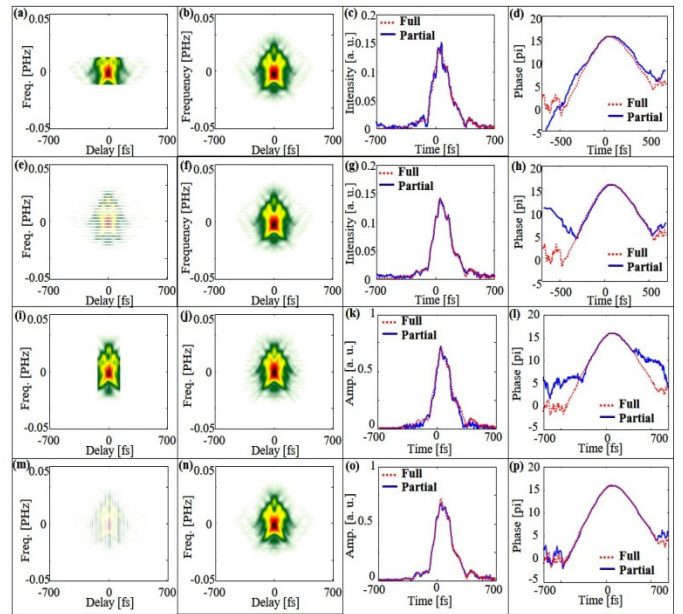 (a) (b) (c) (d)
0.05 0.05 0.2 20
Freq. [PHz] Frequency [PHz] Intensity [a. u.] Phase [pi]
0.15 15
Full Partial
0 0 0.1 10
0.05 5 Full
0 Partial
-0.05 -0.05 0 -5
-700 0 700 -700 0 700 -700 0 700 -500 0 500
Delay [fs] Delay [fs] Time [fs] Time [fs]
(e) (f) (g) (h)
0.05 0.05 0.2 20
Freq. [PHz] Frequency [PHz] Intensity [a. u.] Phase [pi]
0.15 15
Full Partial
0 0 0.1 10
0.05 5 Full
0 Partial
-0.05 -0.05 0 -5
-700 0 700 -700 0 700 -700 0 700 -500 0 500
Delay [fs] Delay [fs] Time [fs] Time [fs]
(i) (j) (k) (l)
0.05 0.05 1 20
Freq. [PHz] Freq. [PHz] Amp. [a. u.] Phase [pi]
Full Partial
15
0 0 0.5 10
5 Full
0 Partial
-0.05 -0.05 0 -5
-700 0 700 -700 0 700 -700 0 700 -700 0 700
Delay [fs] Delay [fs] Time [fs] Time [fs]
(m) (n) (o) (p)
0.05 0.05 1 20
Freq. [PHz] Freq. [PHz] Amp. [a. u.] Phase [pi]
Full Partial
15
0 0 0.5 10
5 Full
0 Partial
-0.05 -0.05 0 -5
-700 0 700 -700 0 700 -700 0 700 -700 0 700
Delay [fs] Delay [fs] Time [fs] Time [fs]